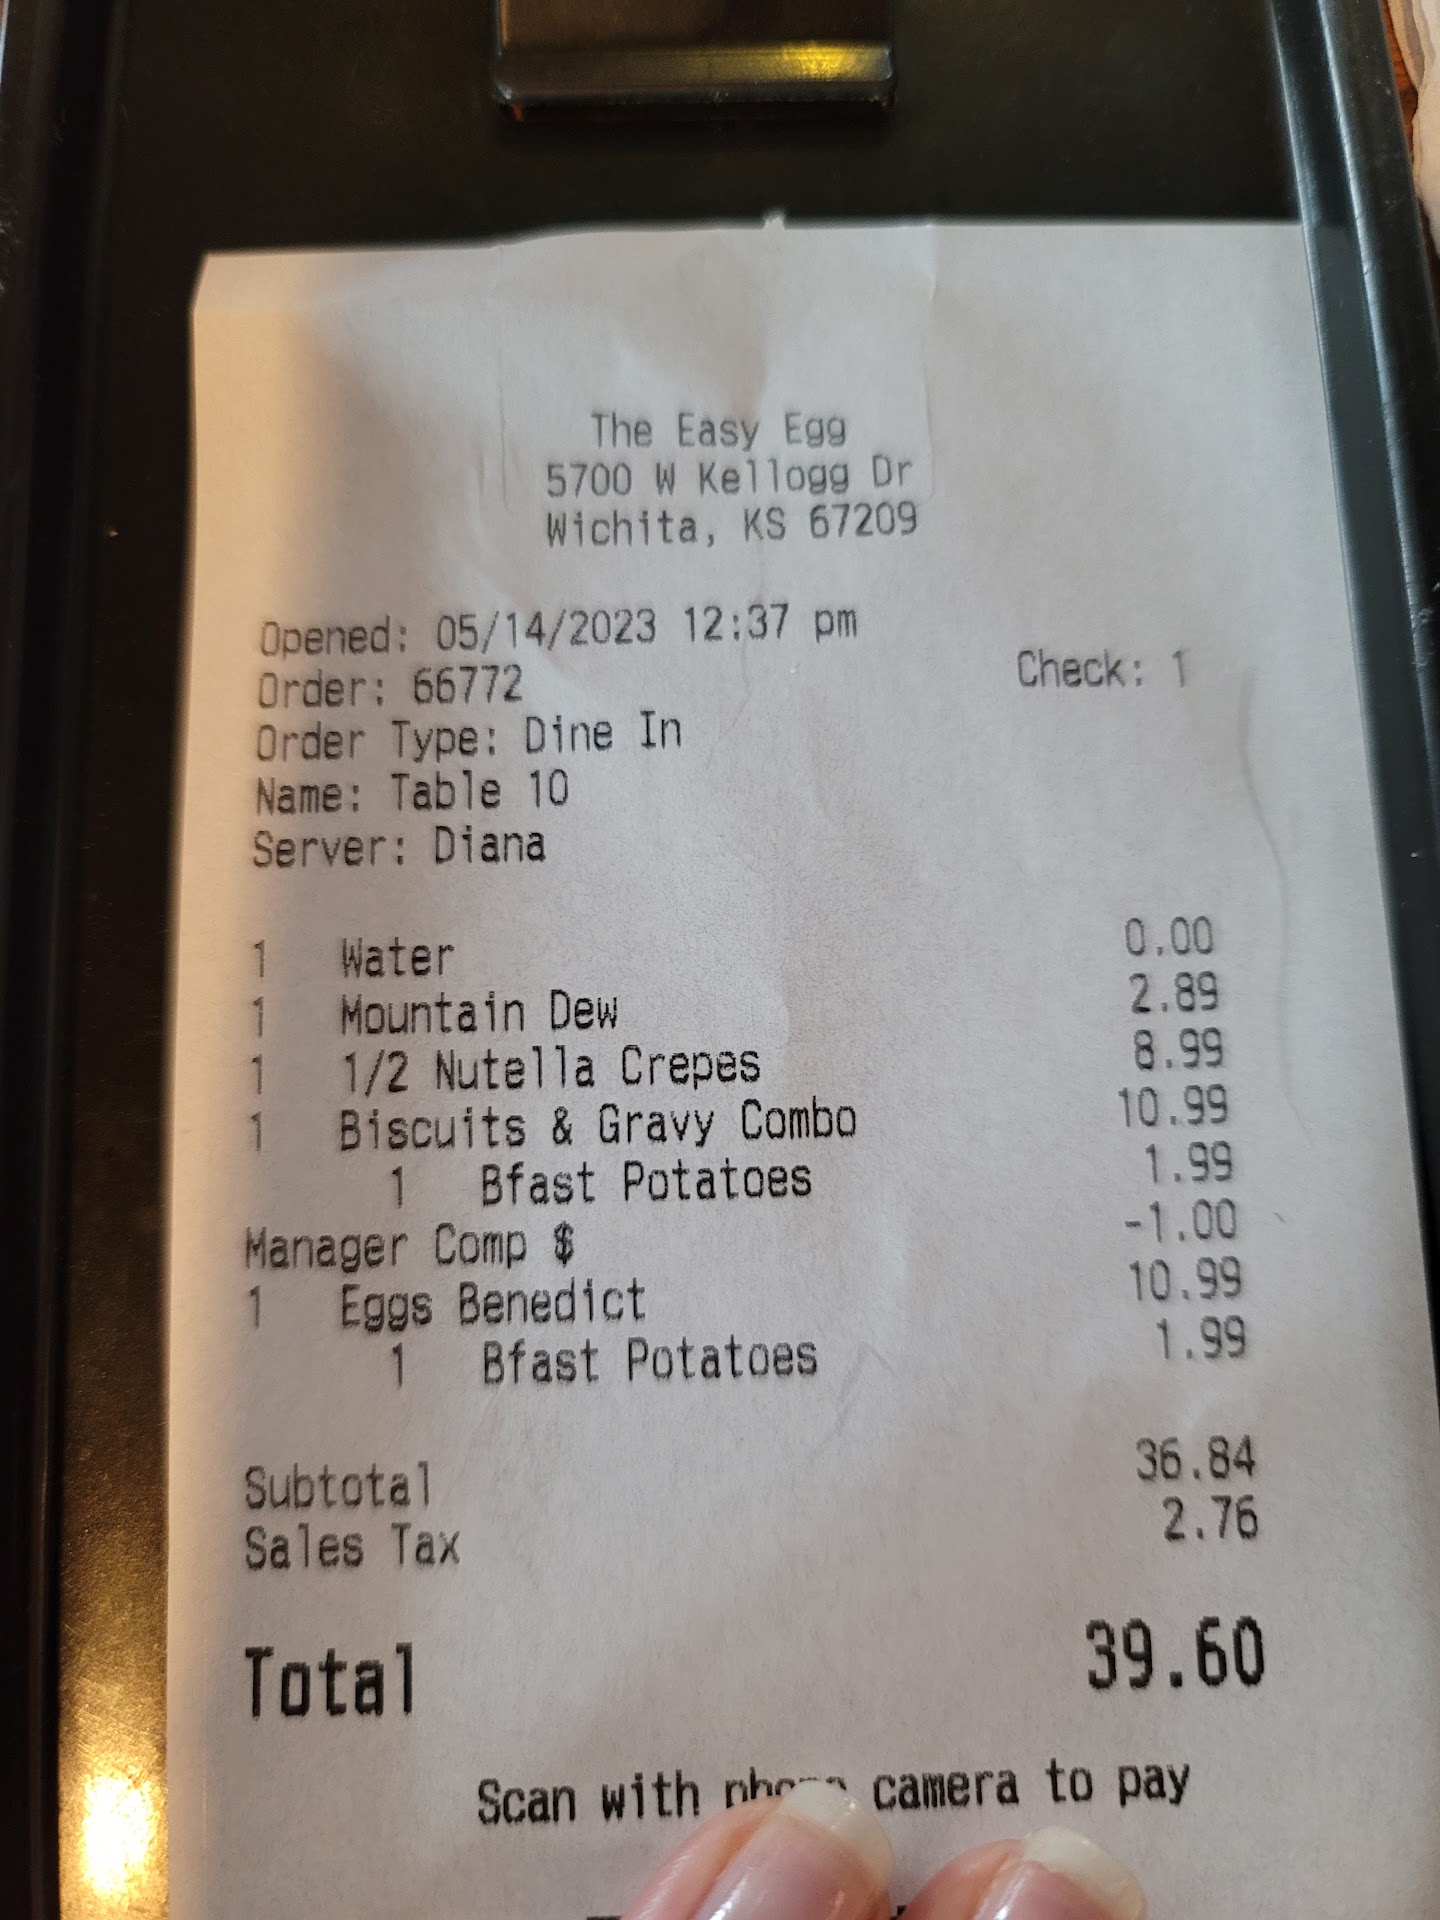 The Easy Egg
5700 W Kellogg Dr
Wichita, KS 67209
Opened: 05/14/2023 12:37 pm
Order: 66772 Check: 1
Order Type: Dine In
Name: Table 10
Server: Diana
1 Water 0.00
1 Mountain Dew 2.89
1 1/2 Nutella Crepes 8.99
1 Biscuits & Gravy Combo 10.99
1 Bfast Potatoes 1.99
Manager Comp $ -1.00
1 Eggs Benedict 10.99
1 Bfast Potatoes 1.99
Subtotal 36.84
Sales Tax 2.76
Total 39.60
Scan with phone camera to pay